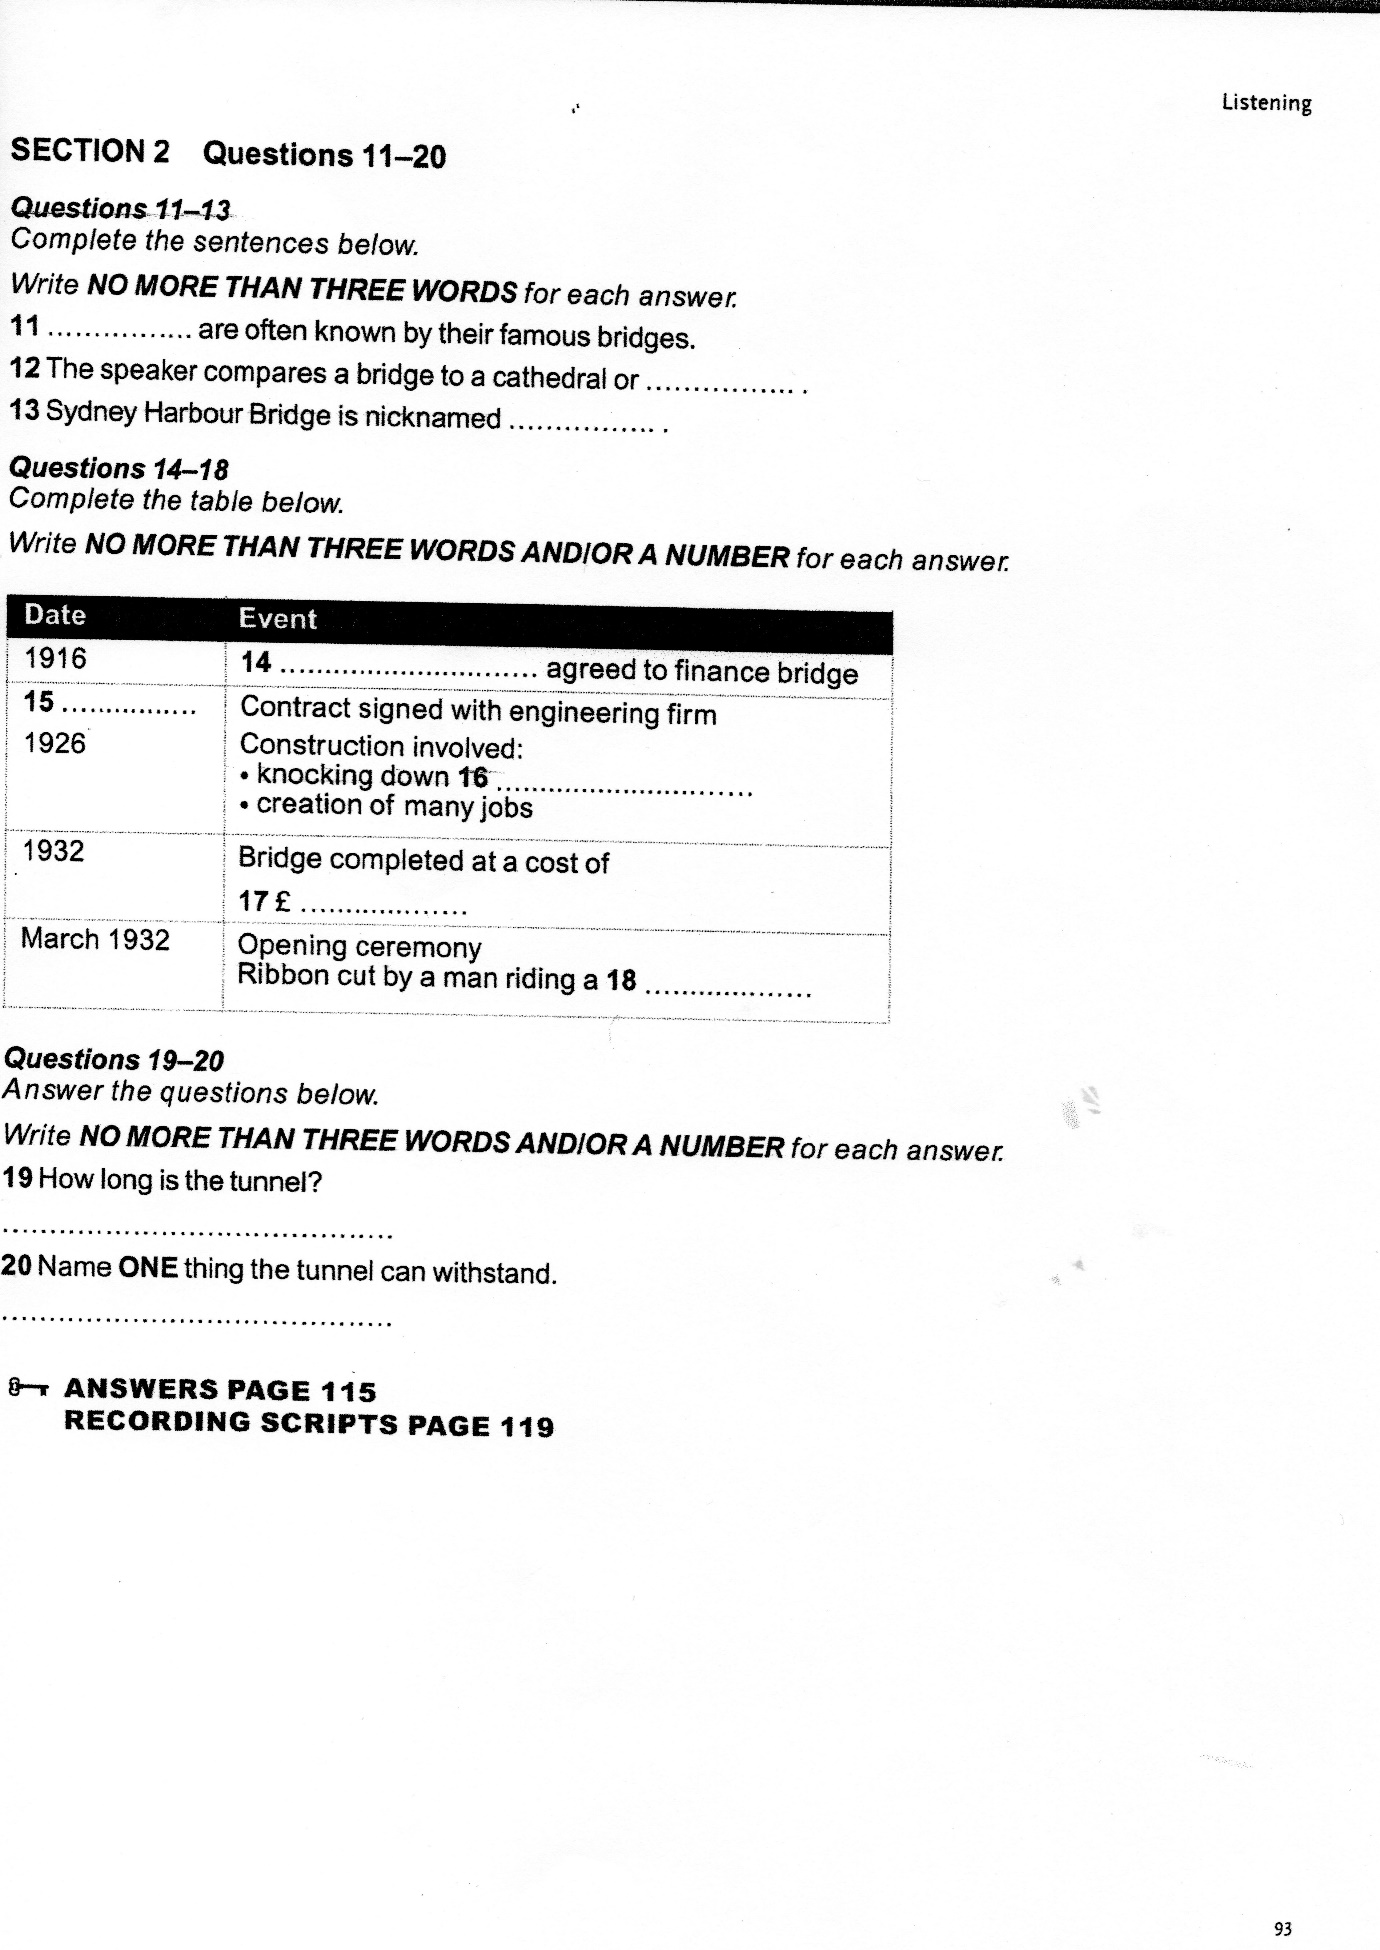 Listening
SECTION 2 Questions 11–20
Questions 11–13
Complete the sentences below.
Write NO MORE THAN THREE WORDS for each answer.
11 ................ are often known by their famous bridges.
12 The speaker compares a bridge to a cathedral or ................. .
13 Sydney Harbour Bridge is nicknamed ................ .
Questions 14–18
Complete the table below.
Write NO MORE THAN THREE WORDS AND/OR A NUMBER for each answer.
Date Event
1916 14 ............................. agreed to finance bridge
15 ............... Contract signed with engineering firm
1926 Construction involved:
• knocking down 16 .............................
• creation of many jobs
1932 Bridge completed at a cost of
17 £ ...................
March 1932 Opening ceremony
Ribbon cut by a man riding a 18 ...................
Questions 19–20
Answer the questions below.
Write NO MORE THAN THREE WORDS AND/OR A NUMBER for each answer.
19 How long is the tunnel?
...........................................
20 Name ONE thing the tunnel can withstand.
...........................................
ANSWERS PAGE 115
RECORDING SCRIPTS PAGE 119
93